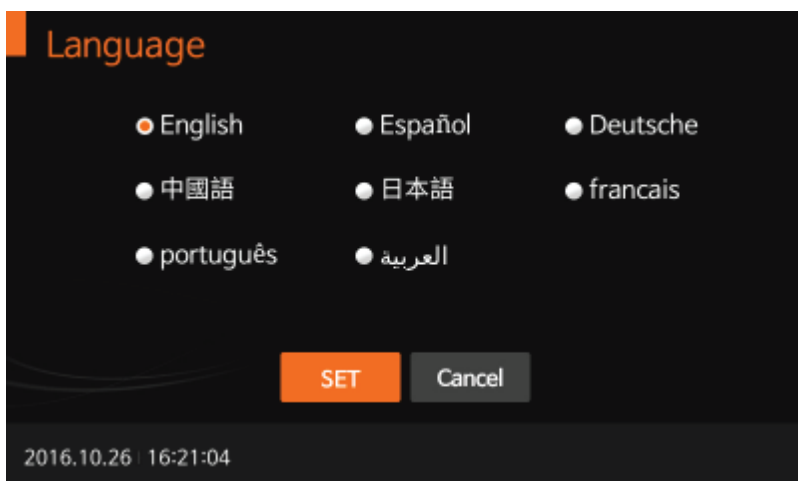 Language
English Español Deutsche
中國語 日本語 francais
português العربية
SET Cancel
2016.10.26 16:21:04